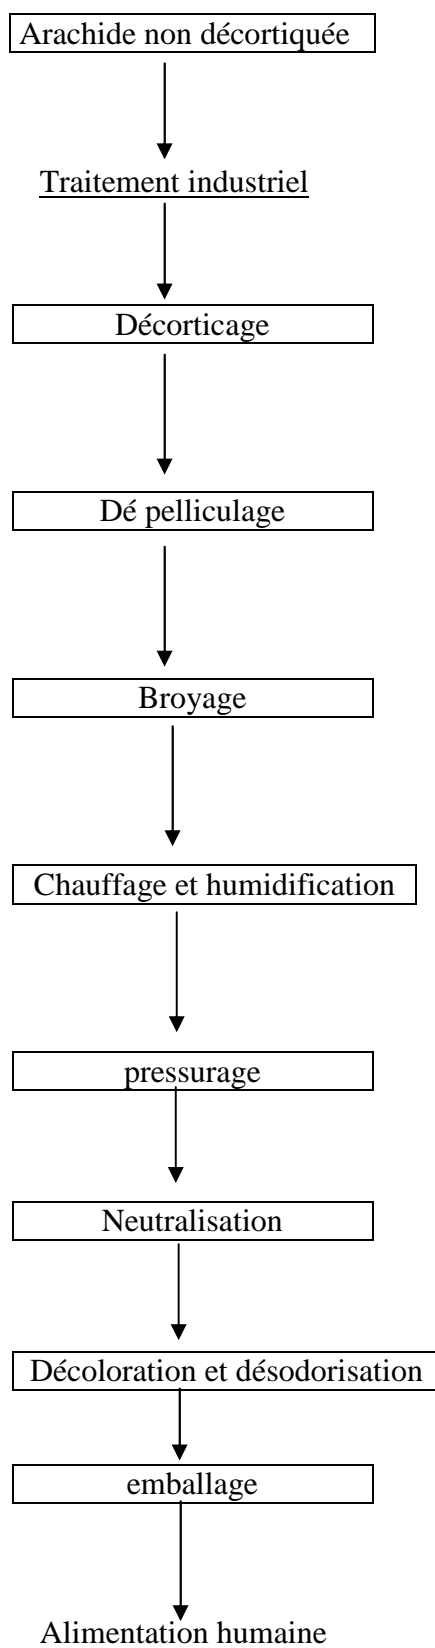 Arachide non décortiquée
Traitement industriel
Décorticage
Dé pelliculage
Broyage
Chauffage et humidification
pressurage
Neutralisation
Décoloration et désodorisation
emballage
Alimentation humaine